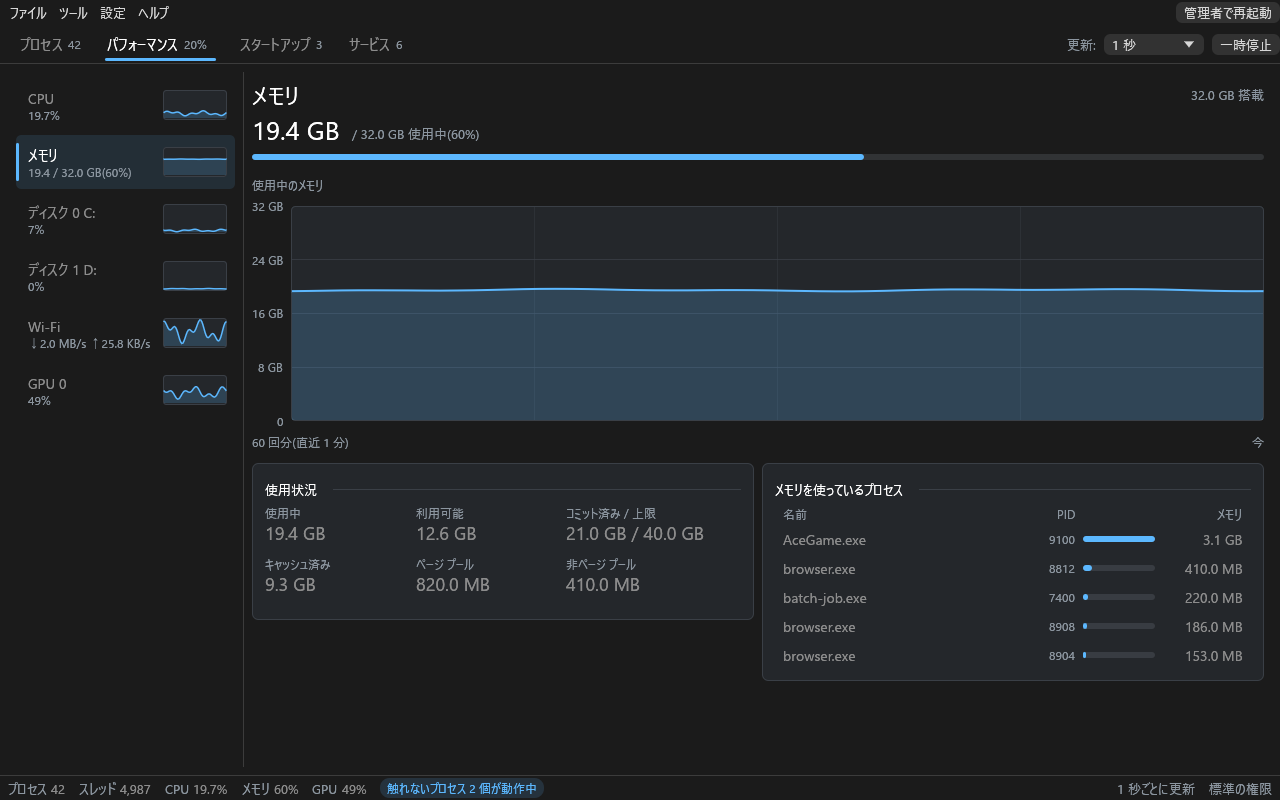 ファイル ツール 設定 ヘルプ 管理者で再起動
プロセス 42 パフォーマンス 20% スタートアップ 3 サービス 6 更新: 1 秒 一時停止
CPU
19.7%
メモリ
19.4 / 32.0 GB(60%)
ディスク 0 C:
7%
ディスク 1 D:
0%
Wi-Fi
↓2.0 MB/s ↑25.8 KB/s
GPU 0
49%
メモリ 32.0 GB 搭載
19.4 GB / 32.0 GB 使用中(60%)
使用中のメモリ
32 GB
24 GB
16 GB
8 GB
0
60 回分(直近 1 分) 今
使用状況
使用中 利用可能 コミット済み / 上限
19.4 GB 12.6 GB 21.0 GB / 40.0 GB
キャッシュ済み ページ プール 非ページ プール
9.3 GB 820.0 MB 410.0 MB
メモリを使っているプロセス
名前 PID メモリ
AceGame.exe 9100 3.1 GB
browser.exe 8812 410.0 MB
batch-job.exe 7400 220.0 MB
browser.exe 8908 186.0 MB
browser.exe 8904 153.0 MB
プロセス 42 スレッド 4,987 CPU 19.7% メモリ 60% GPU 49% 触れないプロセス 2 個が動作中 1 秒ごとに更新 標準の権限